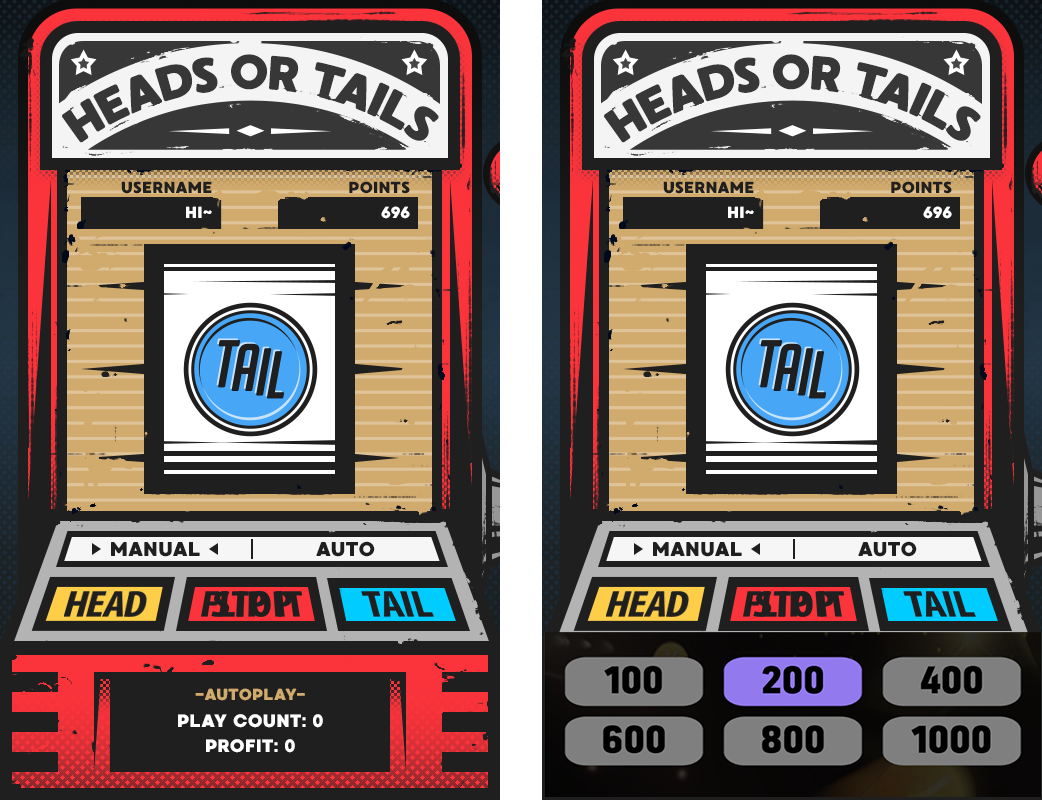 HEADS OR TAILS
USERNAME POINTS
HI~ 696
TAIL
MANUAL AUTO
HEAD TAIL
-AUTOPLAY-
PLAY COUNT: 0
PROFIT: 0
HEADS OR TAILS
USERNAME POINTS
HI~ 696
TAIL
MANUAL AUTO
HEAD TAIL
100 200 400
600 800 1000